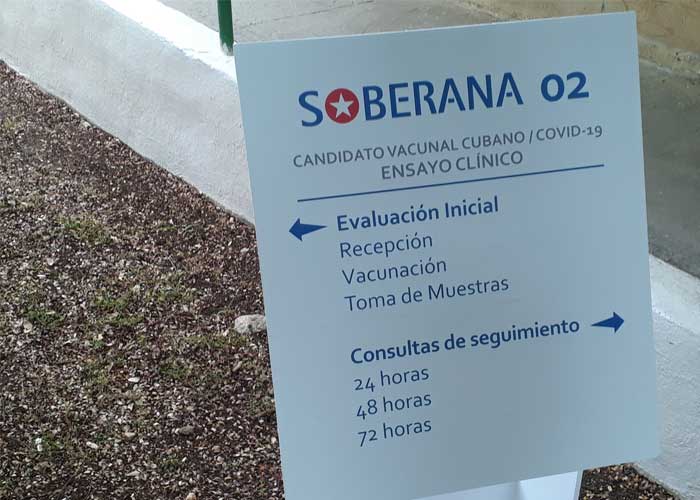 SOBERANA 02
CANDIDATO VACUNAL CUBANO / COVID-19
ENSAYO CLÍNICO
Evaluación Inicial
Recepción
Vacunación
Toma de Muestras
Consultas de seguimiento
24 horas
48 horas
72 horas